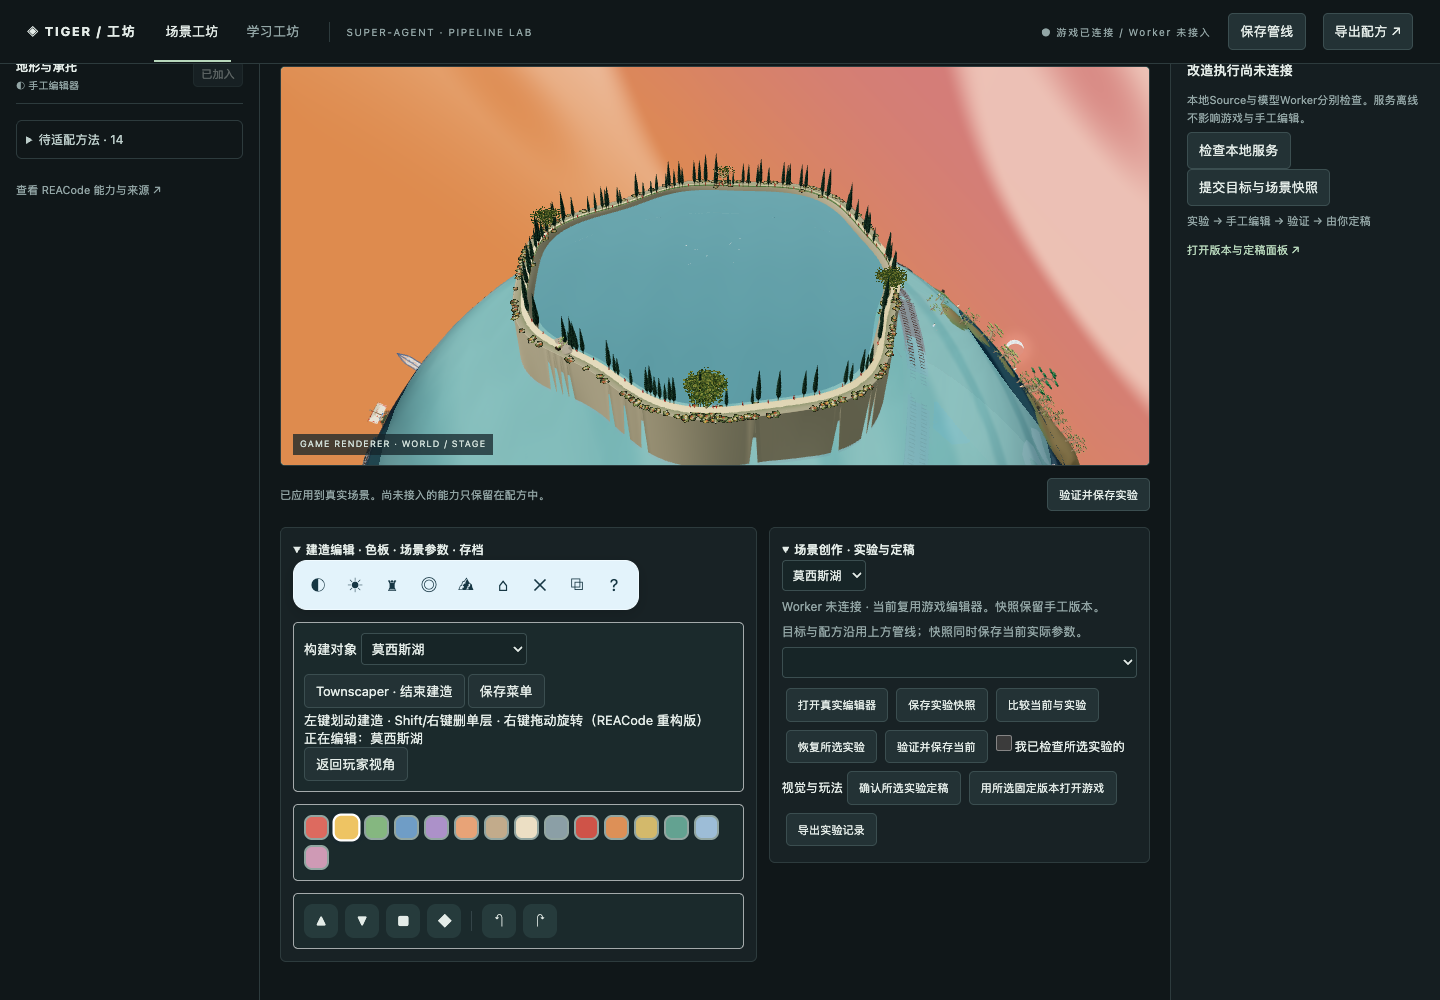 ◈ TIGER / 工坊
场景工坊
学习工坊
SUPER-AGENT · PIPELINE LAB
游戏已连接 / Worker 未接入
保存管线
导出配方 ↗
地形与承托
◐ 手工编辑器
已加入
▶ 待适配方法 · 14
查看 REACode 能力与来源 ↗
GAME RENDERER · WORLD / STAGE
已应用到真实场景。尚未接入的能力只保留在配方中。
验证并保存实验
▼ 建造编辑 · 色板 · 场景参数 · 存档
?
构建对象
莫西斯湖
Townscaper · 结束建造
保存菜单
左键划动建造 · Shift/右键删单层 · 右键拖动旋转（REACode 重构版）
正在编辑：莫西斯湖
返回玩家视角
▼ 场景创作 · 实验与定稿
莫西斯湖
Worker 未连接 · 当前复用游戏编辑器。快照保留手工版本。
目标与配方沿用上方管线；快照同时保存当前实际参数。
打开真实编辑器
保存实验快照
比较当前与实验
恢复所选实验
验证并保存当前
我已检查所选实验的
视觉与玩法
确认所选实验定稿
用所选固定版本打开游戏
导出实验记录
改造执行尚未连接
本地Source与模型Worker分别检查。服务离线
不影响游戏与手工编辑。
检查本地服务
提交目标与场景快照
实验 → 手工编辑 → 验证 → 由你定稿
打开版本与定稿面板 ↗